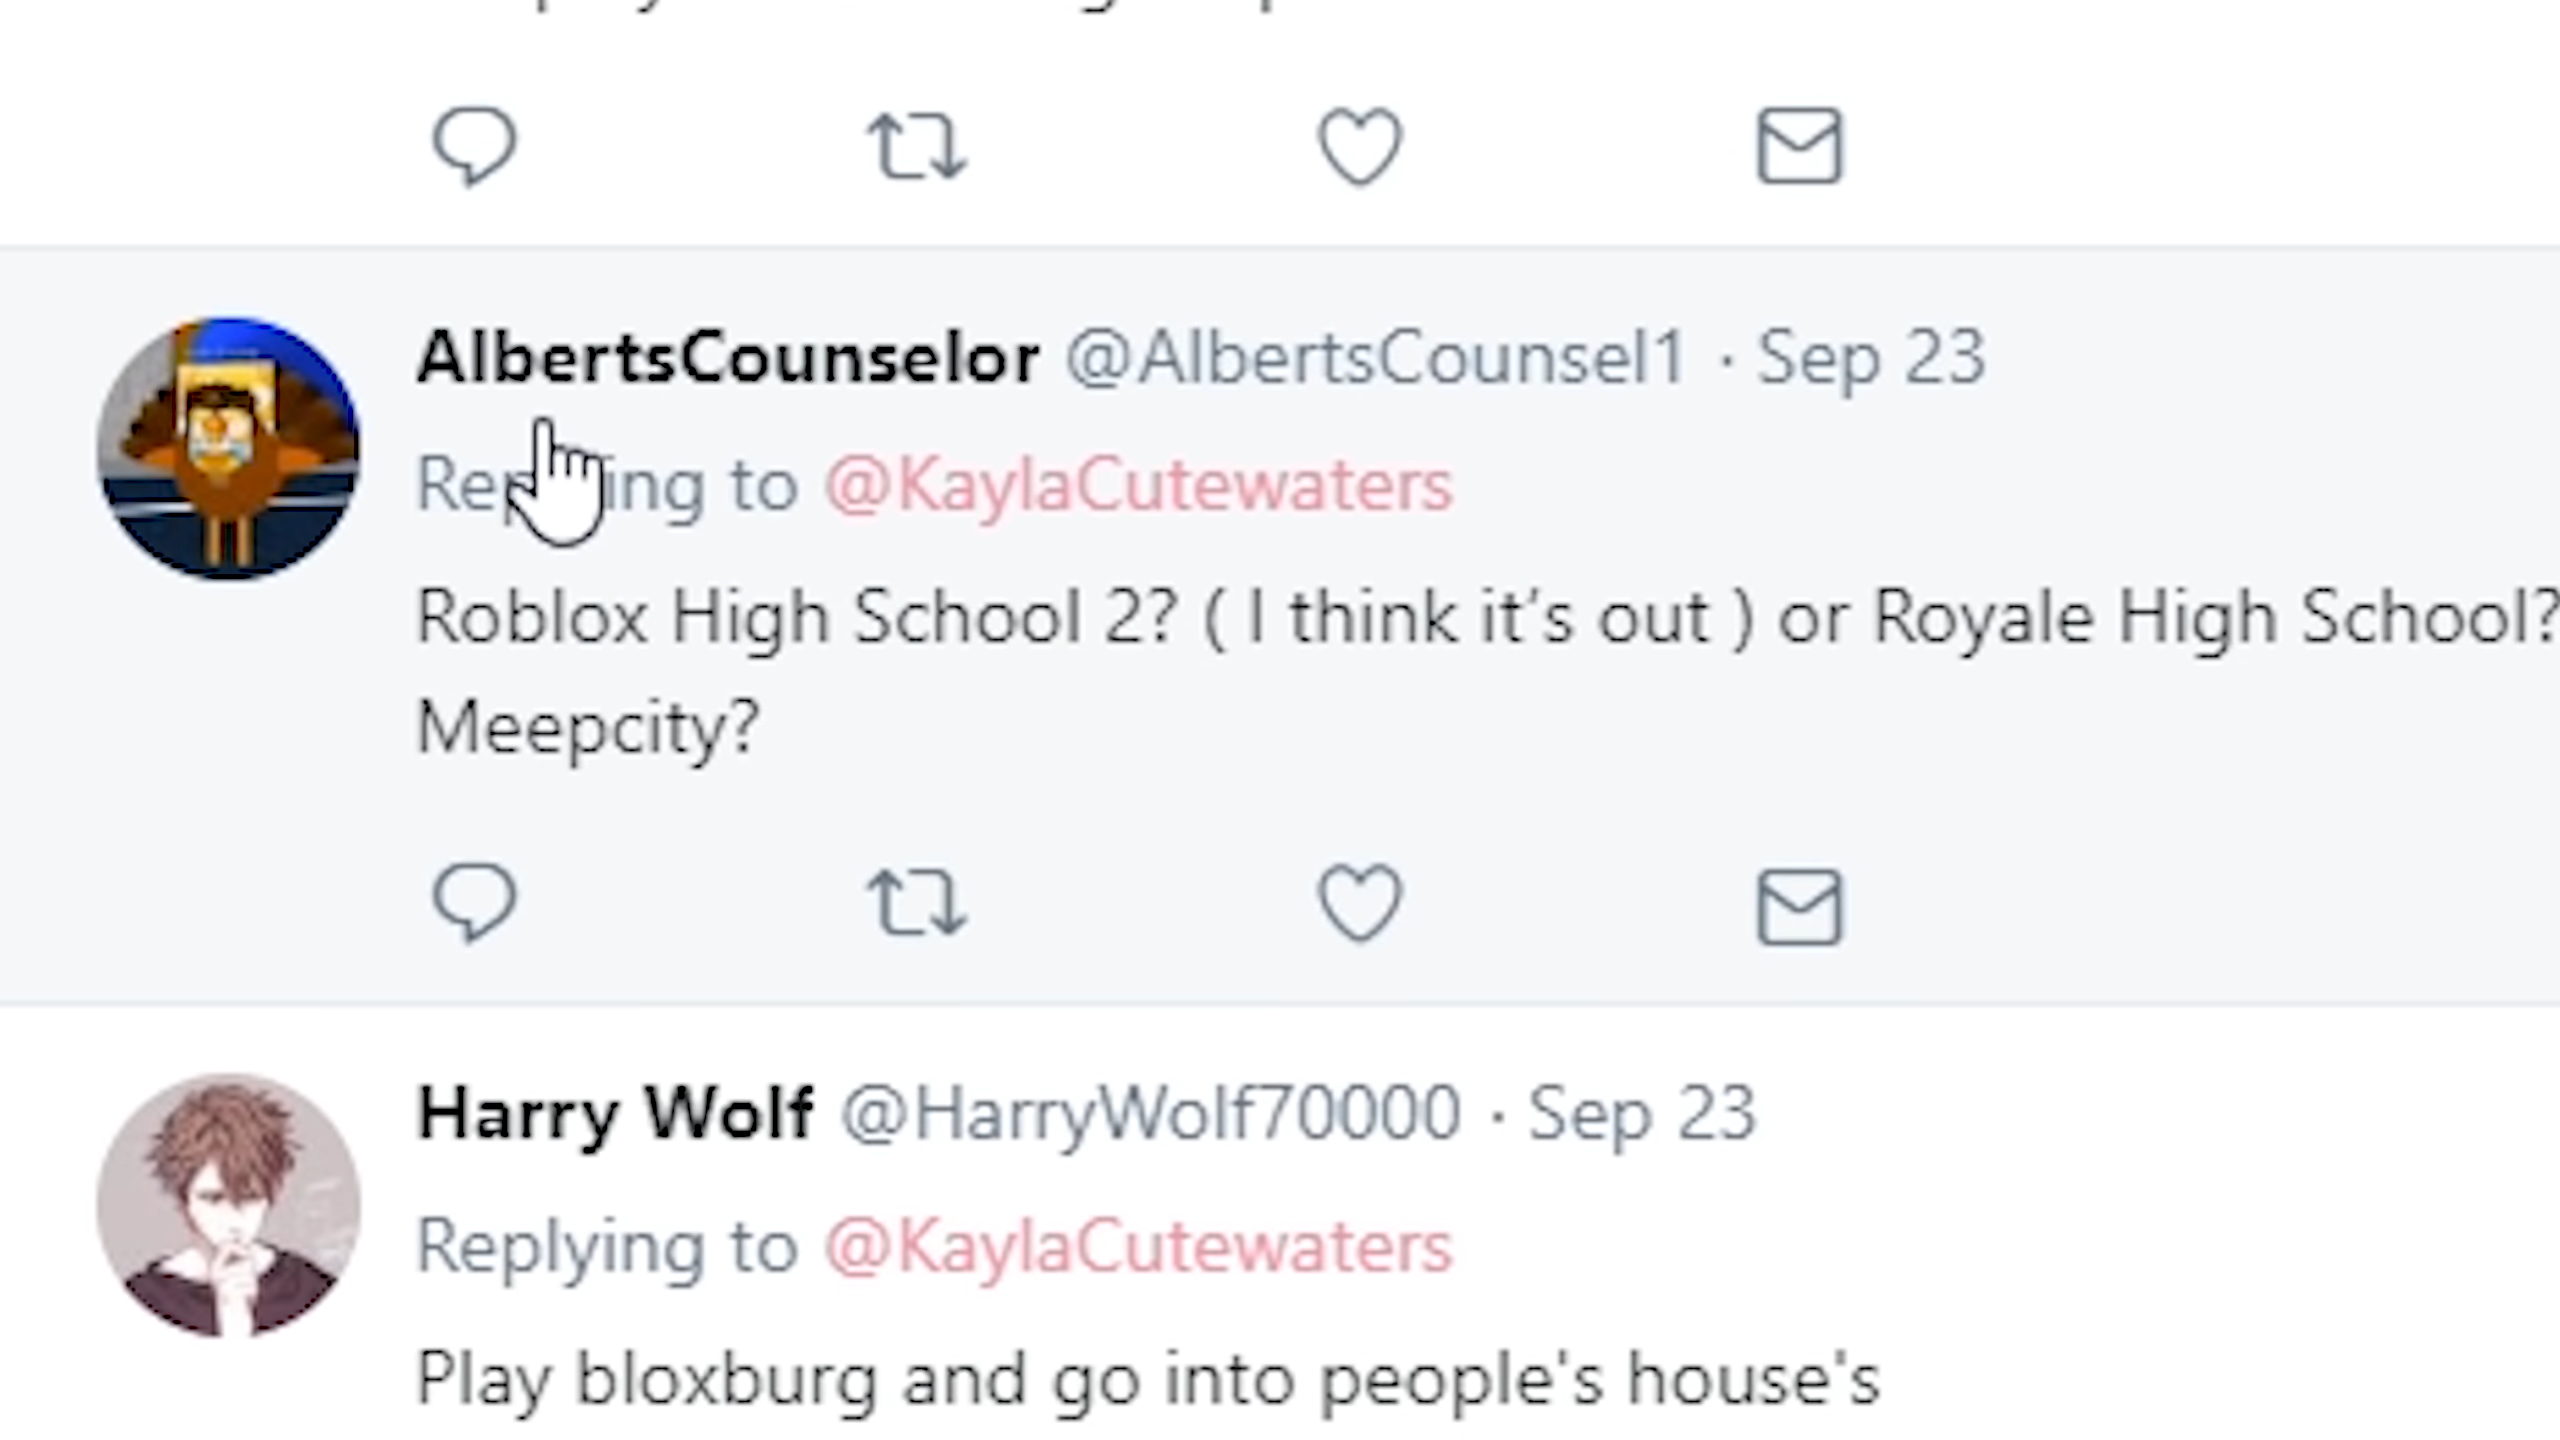 AlbertsCounselor @AlbertsCounsel1 · Sep 23
Replying to @KaylaCutewaters
Roblox High School 2? ( I think it's out ) or Royale High School?
Meepcity?
Harry Wolf @HarryWolf70000 · Sep 23
Replying to @KaylaCutewaters
Play bloxburg and go into people's house's